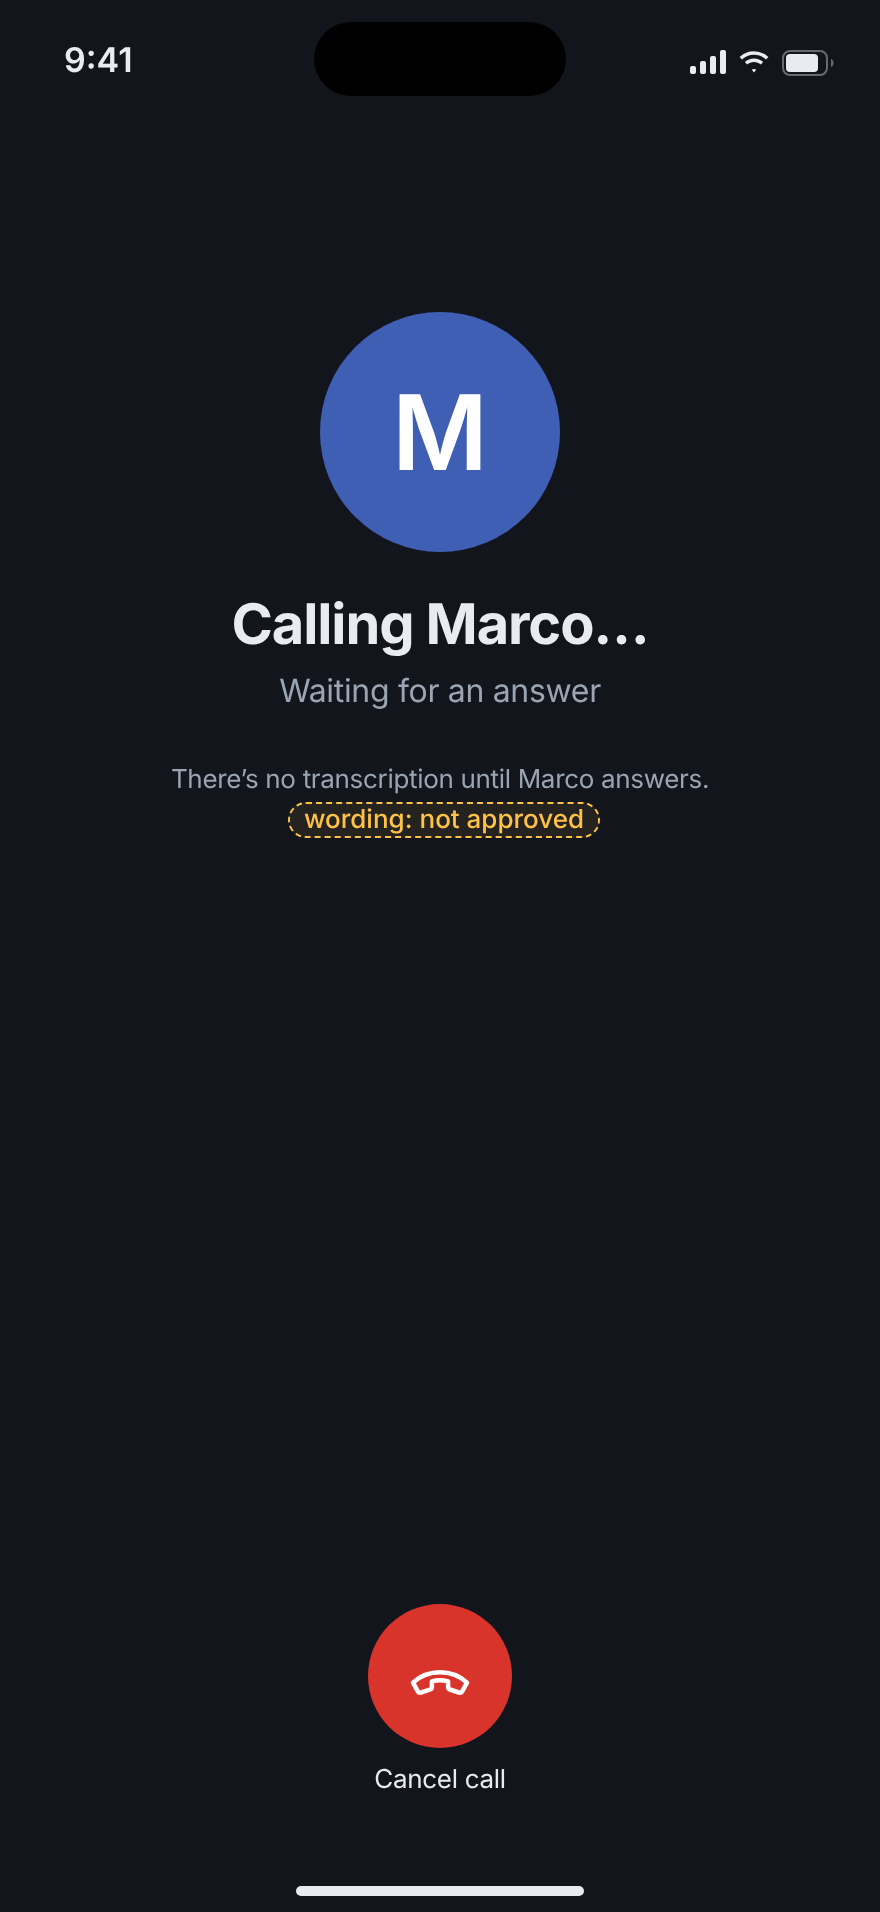 9:41
M
Calling Marco...
Waiting for an answer
There’s no transcription until Marco answers.
wording: not approved
Cancel call